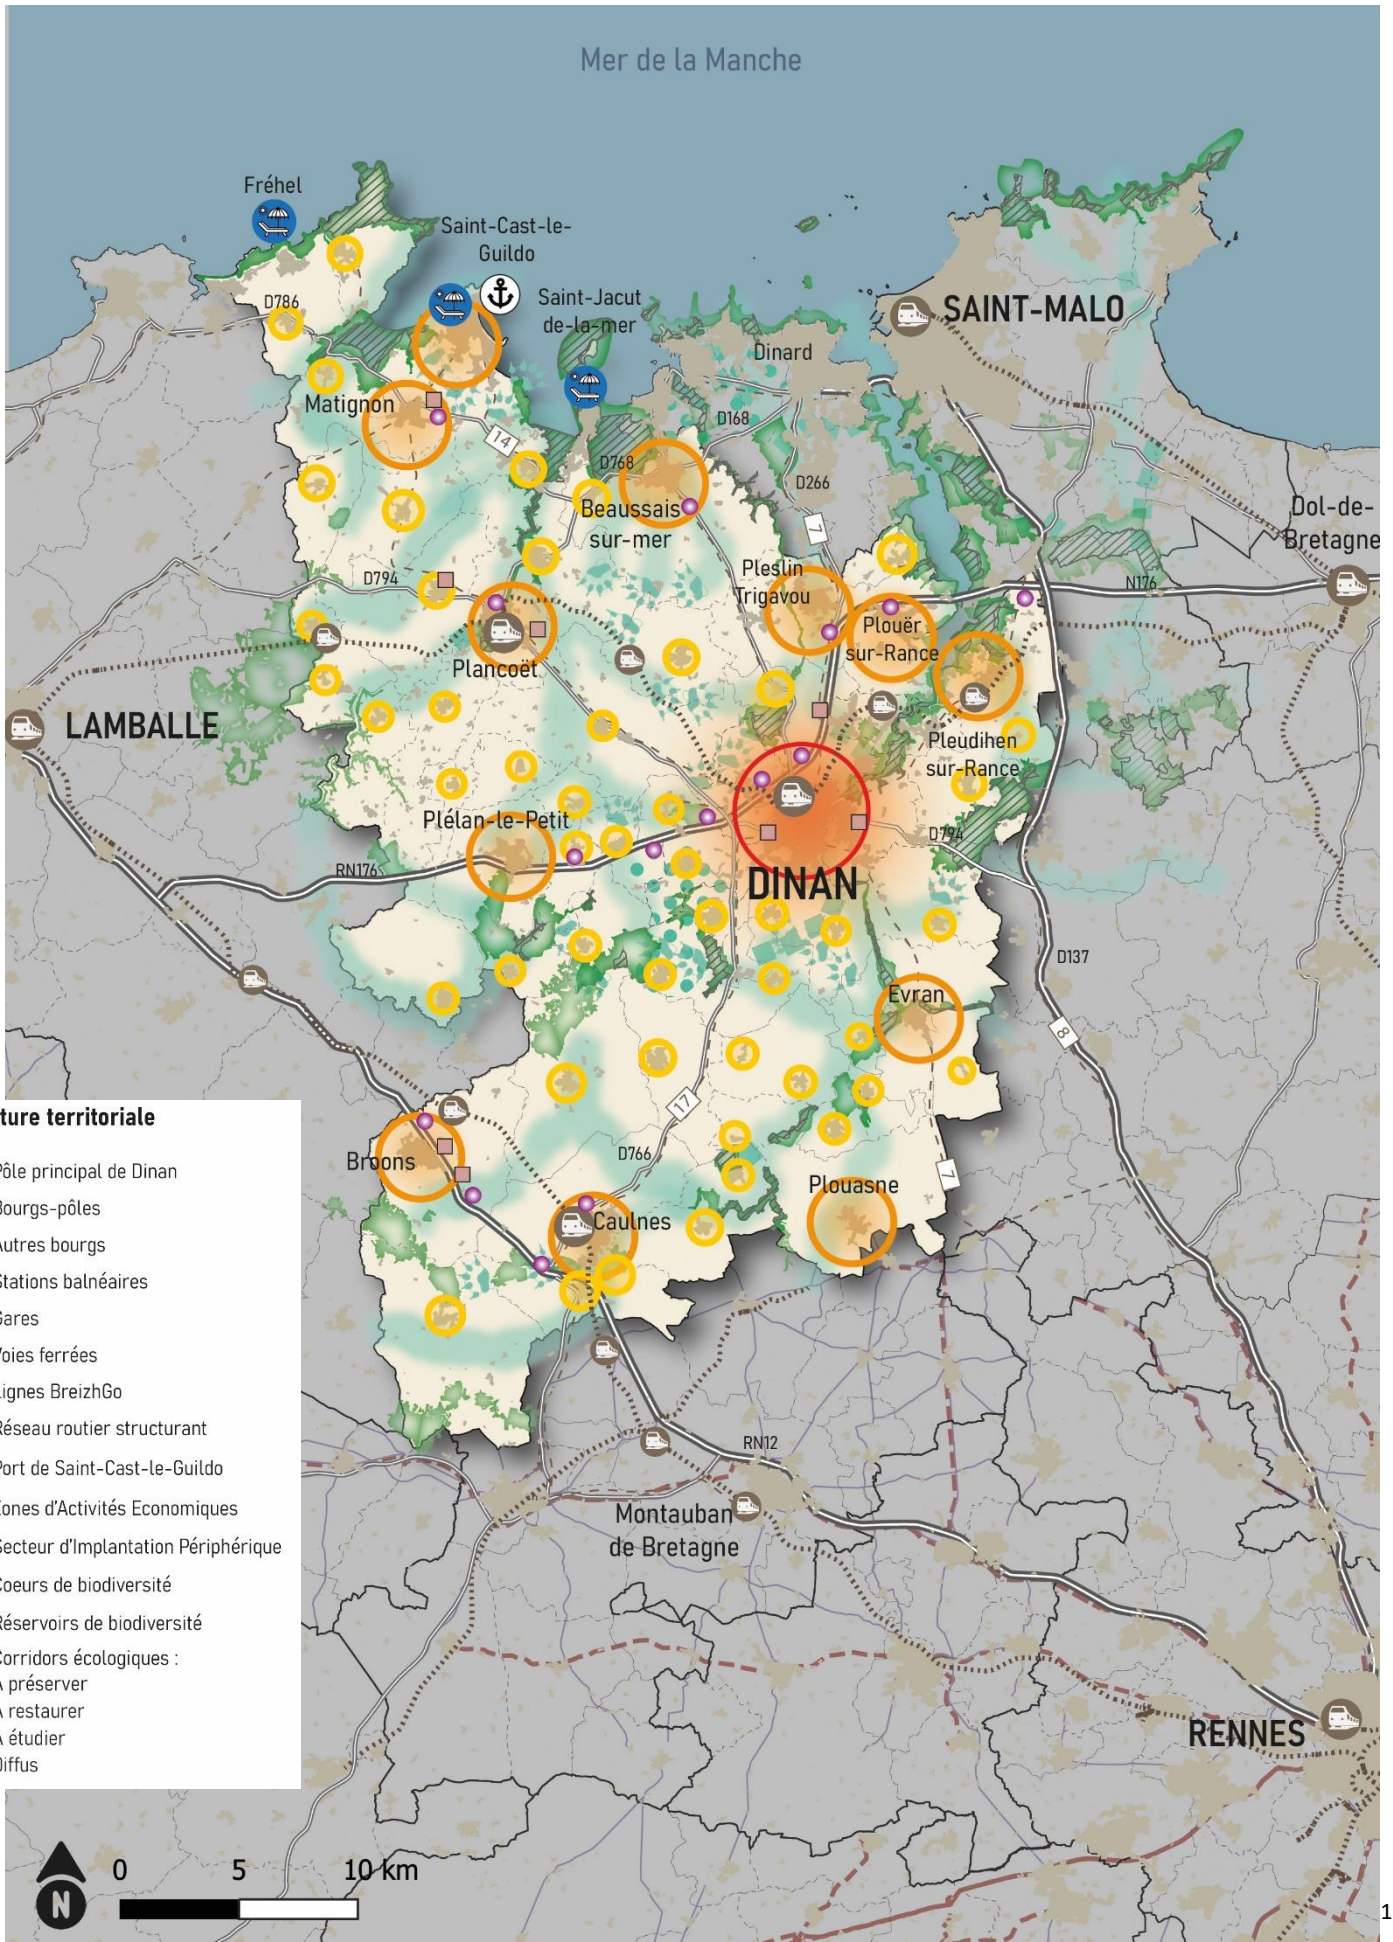 Mer de la Manche
Fréhel
Saint-Cast-le-
Guildo
Saint-Jacut
de-la-mer
D786
SAINT-MALO
Dinard
Matignon
D168
14
D768
D266
Beaussais
sur-mer
7
Dol-de-
Bretagne
Pleslin
Trigavou
D794
N176
Plouër
sur-Rance
Plancoët
LAMBALLE
Pleudihen
sur-Rance
Plélan-le-Petit
D794
RN176
DINAN
D137
Evran
8
17
D766
Broons
Plouasne
7
Caulnes
ture territoriale
Pôle principal de Dinan
Bourgs-pôles
Autres bourgs
Stations balnéaires
Gares
Voies ferrées
Lignes BreizhGo
Réseau routier structurant
Port de Saint-Cast-le-Guildo
Zones d'Activités Economiques
Secteur d'Implantation Périphérique
Coeurs de biodiversité
Réservoirs de biodiversité
Corridors écologiques :
A préserver
A restaurer
A étudier
Diffus
RN12
Montauban
de Bretagne
RENNES
0 5 10 km
N
1